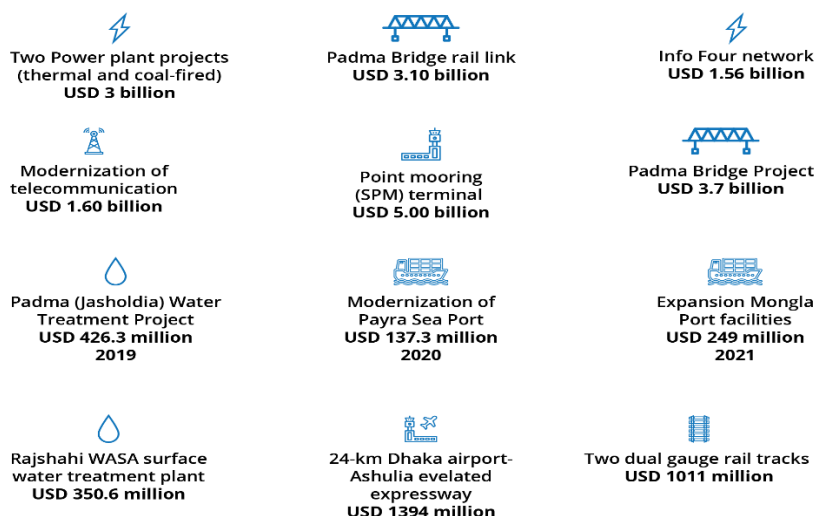 Two Power plant projects
(thermal and coal-fired)
USD 3 billion
Padma Bridge rail link
USD 3.10 billion
Info Four network
USD 1.56 billion
Modernization of
telecommunication
USD 1.60 billion
Point mooring
(SPM) terminal
USD 5.00 billion
Padma Bridge Project
USD 3.7 billion
Padma (Jasholdia) Water
Treatment Project
USD 426.3 million
2019
Modernization of
Payra Sea Port
USD 137.3 million
2020
Expansion Mongla
Port facilities
USD 249 million
2021
Rajshahi WASA surface
water treatment plant
USD 350.6 million
24-km Dhaka airport-
Ashulia evelated
expressway
USD 1394 million
Two dual gauge rail tracks
USD 1011 million